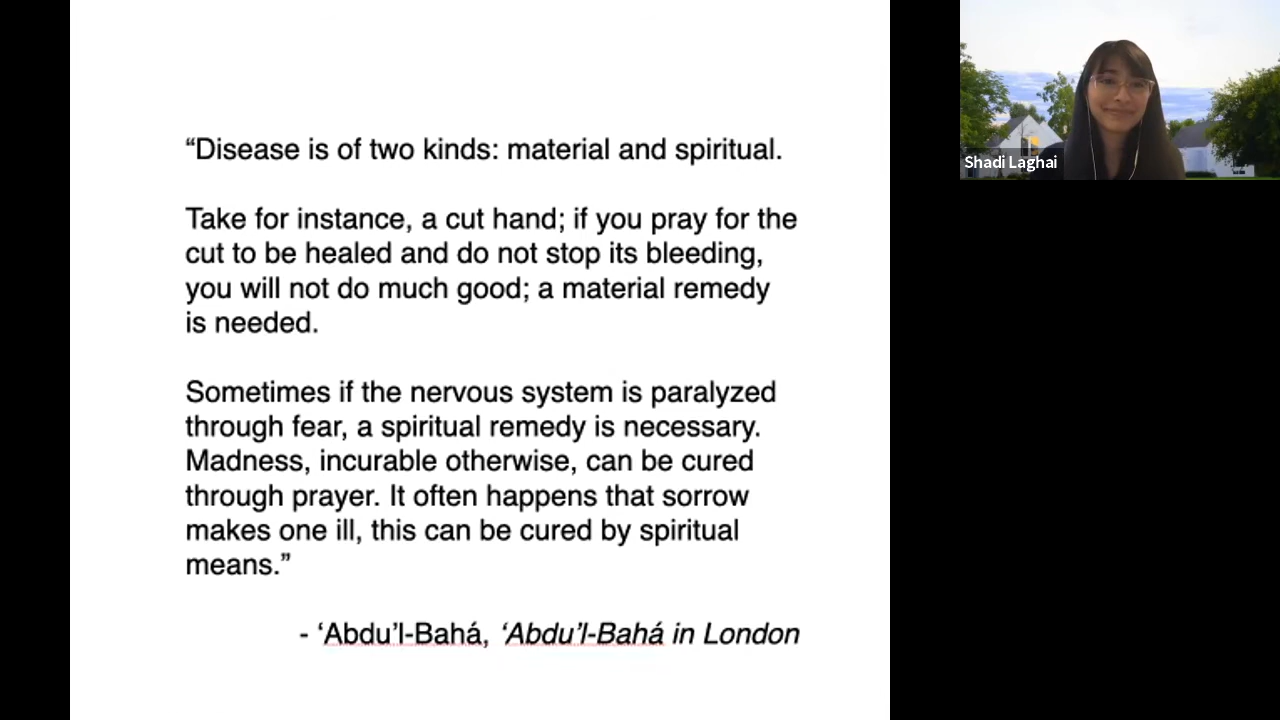 “Disease is of two kinds: material and spiritual.
Take for instance, a cut hand; if you pray for the
cut to be healed and do not stop its bleeding,
you will not do much good; a material remedy
is needed.
Sometimes if the nervous system is paralyzed
through fear, a spiritual remedy is necessary.
Madness, incurable otherwise, can be cured
through prayer. It often happens that sorrow
makes one ill, this can be cured by spiritual
means.”
- ‘Abdu’l-Bahá, ‘Abdu’l-Bahá in London
Shadi Laghai